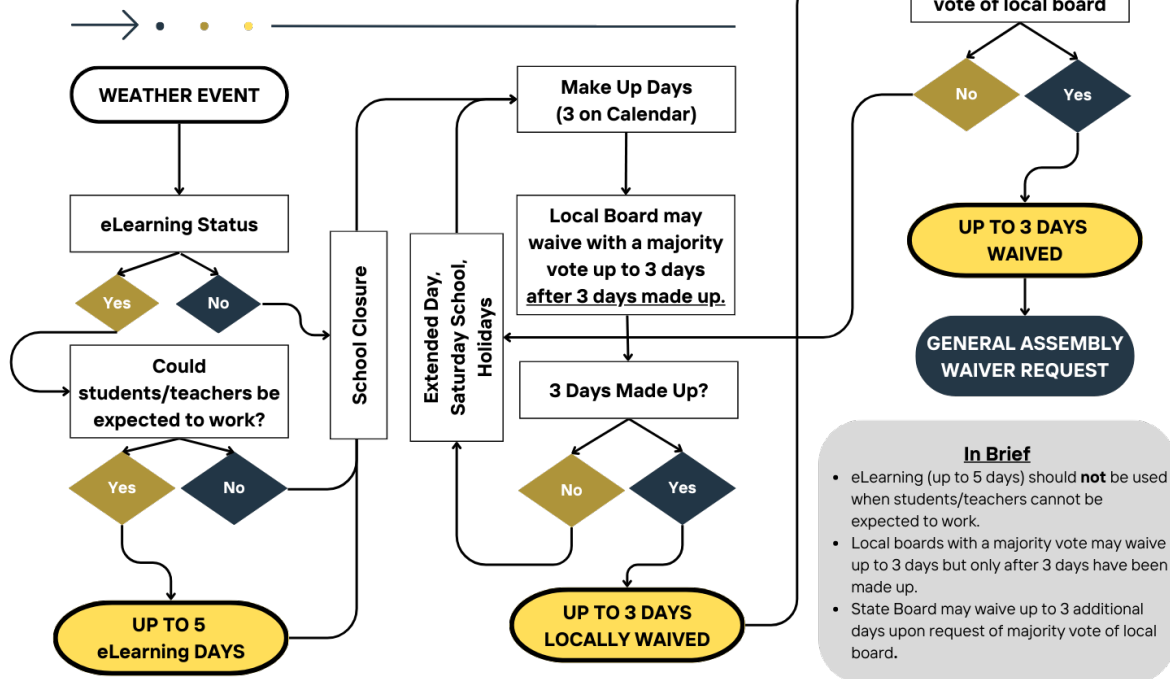 WEATHER EVENT
eLearning Status
Yes
No
Could
students/teachers be
expected to work?
Yes
No
UP TO 5
eLearning DAYS
School Closure
Extended Day,
Saturday School,
Holidays
Make Up Days
(3 on Calendar)
Local Board may
waive with a majority
vote up to 3 days
after 3 days made up.
3 Days Made Up?
No
Yes
UP TO 3 DAYS
LOCALLY WAIVED
vote of local board
No
Yes
UP TO 3 DAYS
WAIVED
GENERAL ASSEMBLY
WAIVER REQUEST
In Brief
• eLearning (up to 5 days) should not be used
when students/teachers cannot be
expected to work.
• Local boards with a majority vote may waive
up to 3 days but only after 3 days have been
made up.
• State Board may waive up to 3 additional
days upon request of majority vote of local
board.